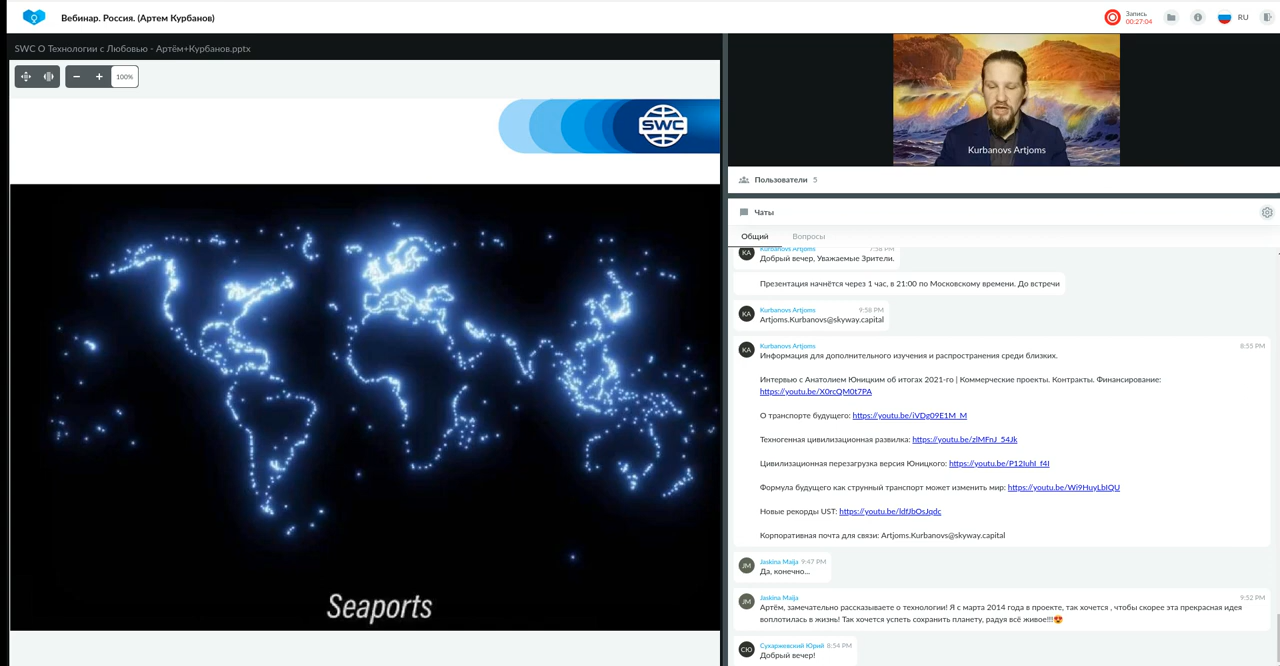 Вебинар. Россия. (Артем Курбанов)
Запись
00:27:04
RU
SWC О Технологии с Любовью - Артём+Курбанов.pptx
100%
SWC
Seaports
Kurbanovs Artjoms
Пользователи 5
Чаты
Общий Вопросы
KA Kurbanovs Artjoms 7:58 PM
Добрый вечер, Уважаемые Зрители.
Презентация начнётся через 1 час, в 21:00 по Московскому времени. До встречи
KA Kurbanovs Artjoms 9:58 PM
Artjoms.Kurbanovs@skyway.capital
KA Kurbanovs Artjoms 8:55 PM
Информация для дополнительного изучения и распространения среди близких.
Интервью с Анатолием Юницким об итогах 2021-го | Коммерческие проекты. Контракты. Финансирование:
https://youtu.be/X0rcQM0t7PA
О транспорте будущего: https://youtu.be/iVDg09E1M_M
Техногенная цивилизационная развилка: https://youtu.be/zlMFnJ_54Jk
Цивилизационная перезагрузка версия Юницкого: https://youtu.be/P12IuhI_f4I
Формула будущего как струнный транспорт может изменить мир: https://youtu.be/Wi9HuyLbIQU
Новые рекорды UST: https://youtu.be/ldfJbOsJqdc
Корпоративная почта для связи: Artjoms.Kurbanovs@skyway.capital
JM Jaskina Maija 9:47 PM
Да, конечно...
JM Jaskina Maija 9:52 PM
Артём, замечательно рассказываете о технологии! Я с марта 2014 года в проекте, так хочется , чтобы скорее эта прекрасная идея
воплотилась в жизнь! Так хочется успеть сохранить планету, радуя всё живое!!!😍
СЮ Сухаржевский Юрий 8:54 PM
Добрый вечер!